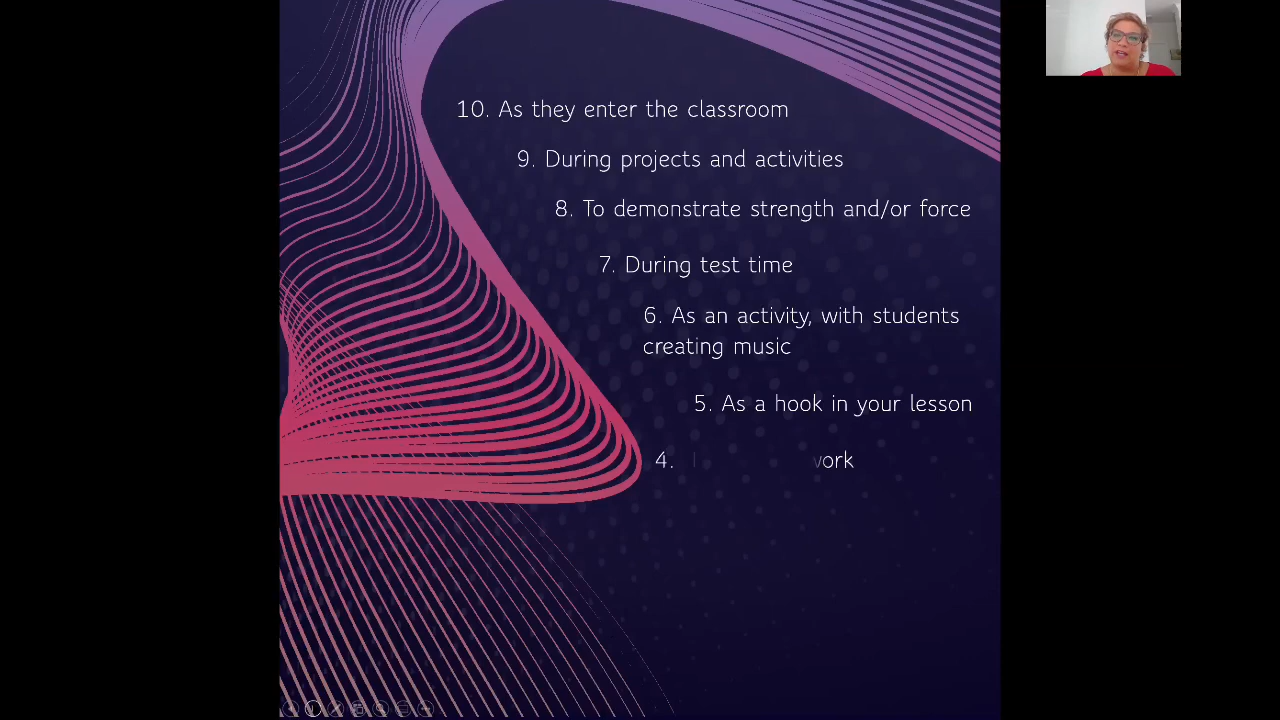 10. As they enter the classroom
9. During projects and activities
8. To demonstrate strength and/or force
7. During test time
6. As an activity, with students
creating music
5. As a hook in your lesson
4.